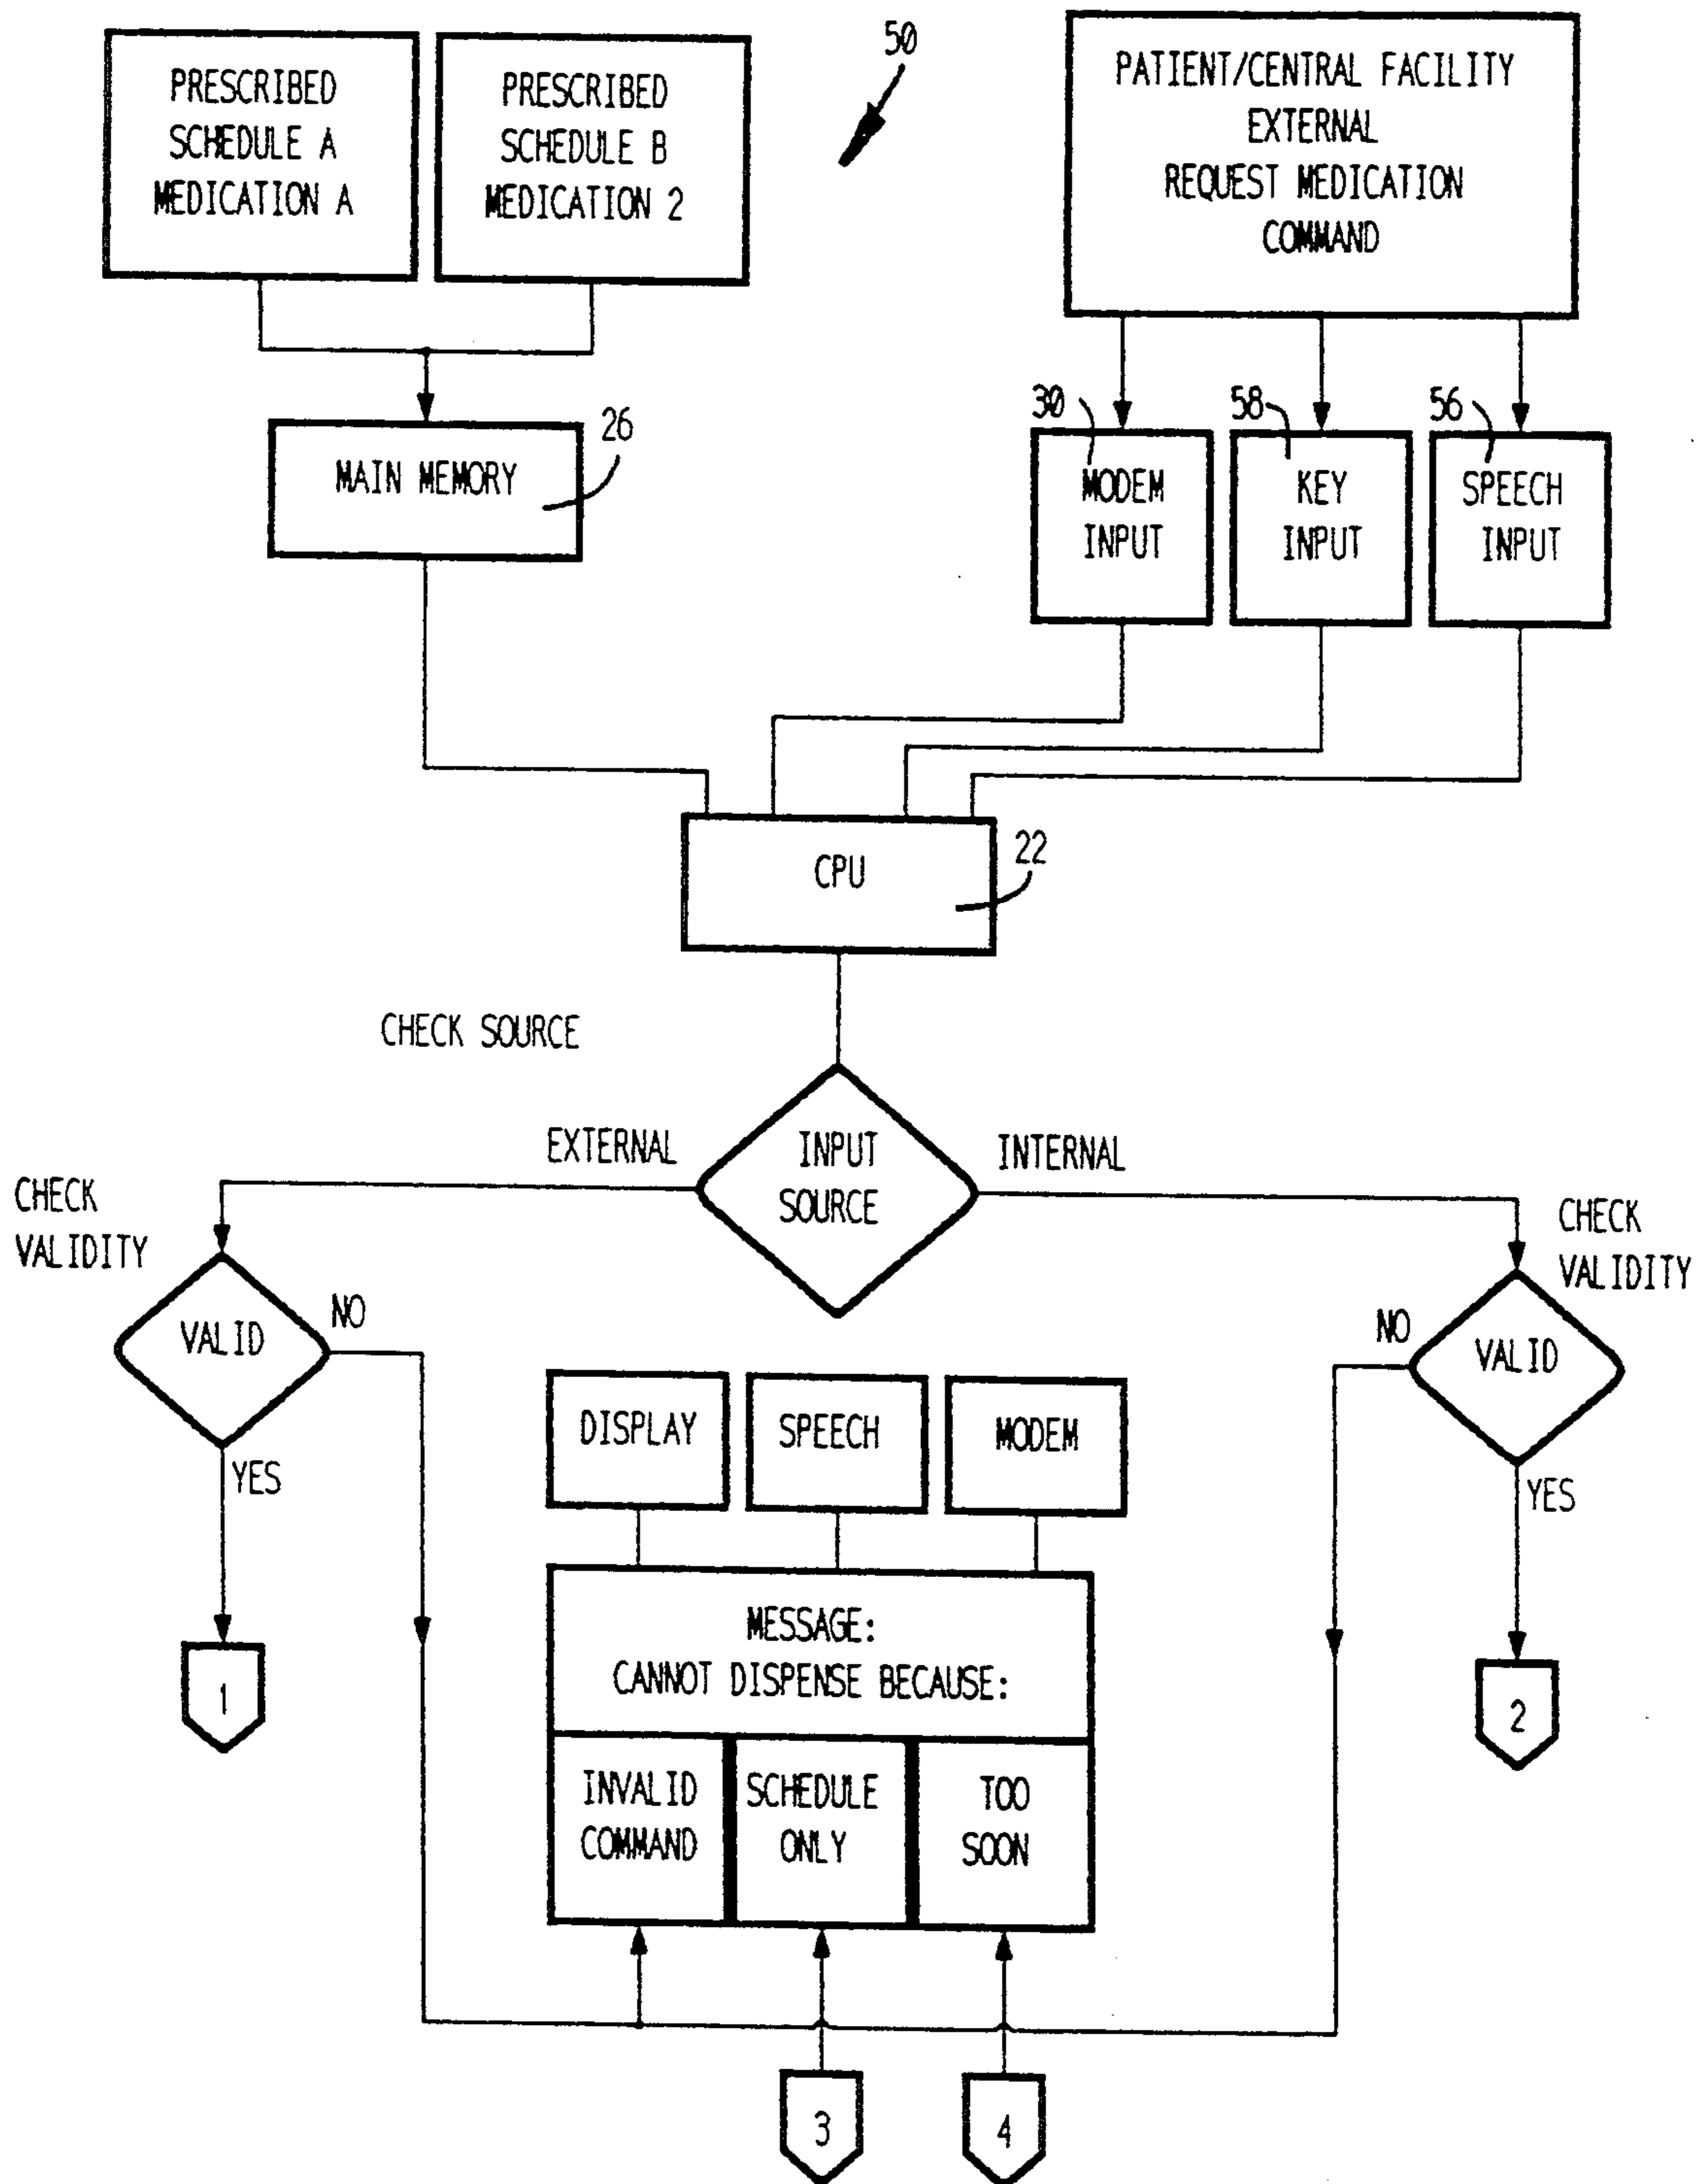 PRESCRIBED
SCHEDULE A
MEDICATION A
PRESCRIBED
SCHEDULE B
MEDICATION 2
50
PATIENT/CENTRAL FACILITY
EXTERNAL
REQUEST MEDICATION
COMMAND
MAIN MEMORY
26
30
MODEM
INPUT
58
KEY
INPUT
56
SPEECH
INPUT
CPU
22
CHECK SOURCE
EXTERNAL
INPUT
SOURCE
INTERNAL
CHECK
VALIDITY
VALID
NO
YES
1
CHECK
VALIDITY
NO
VALID
YES
2
DISPLAY
SPEECH
MODEM
MESSAGE:
CANNOT DISPENSE BECAUSE:
INVALID
COMMAND
SCHEDULE
ONLY
TOO
SOON
3
4